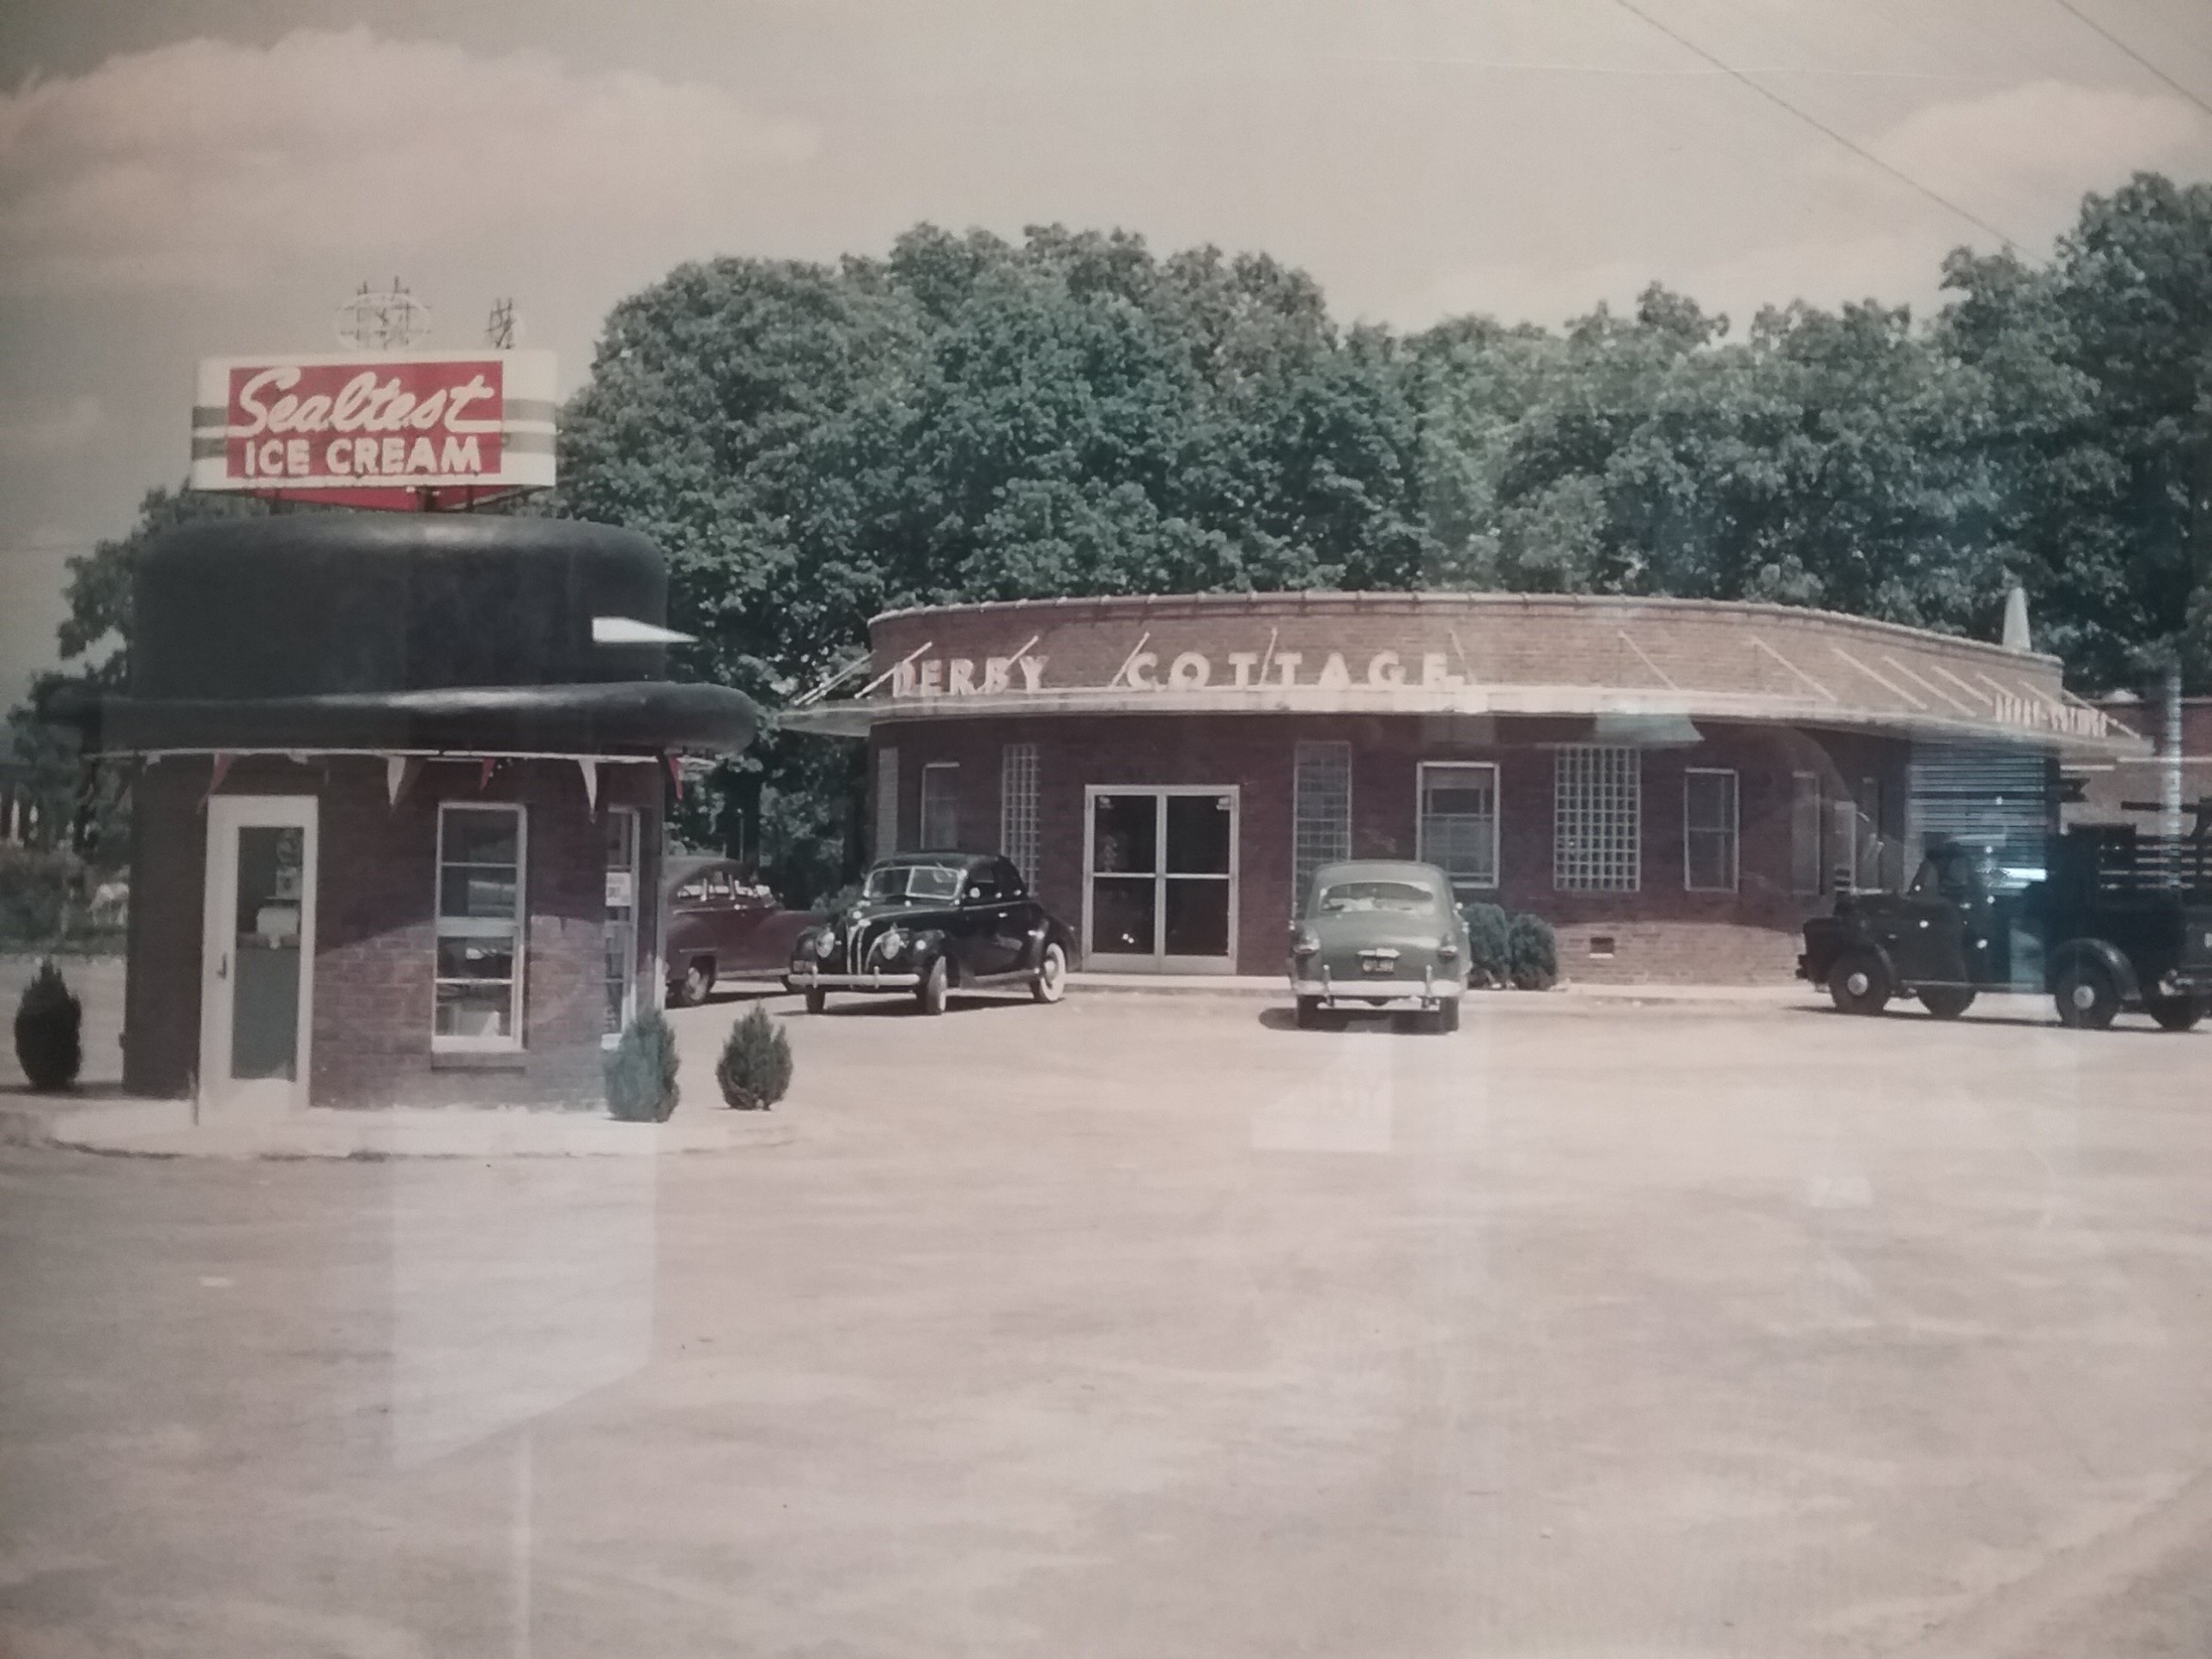 Sealtest
ICE CREAM
DERBY COTTAGE